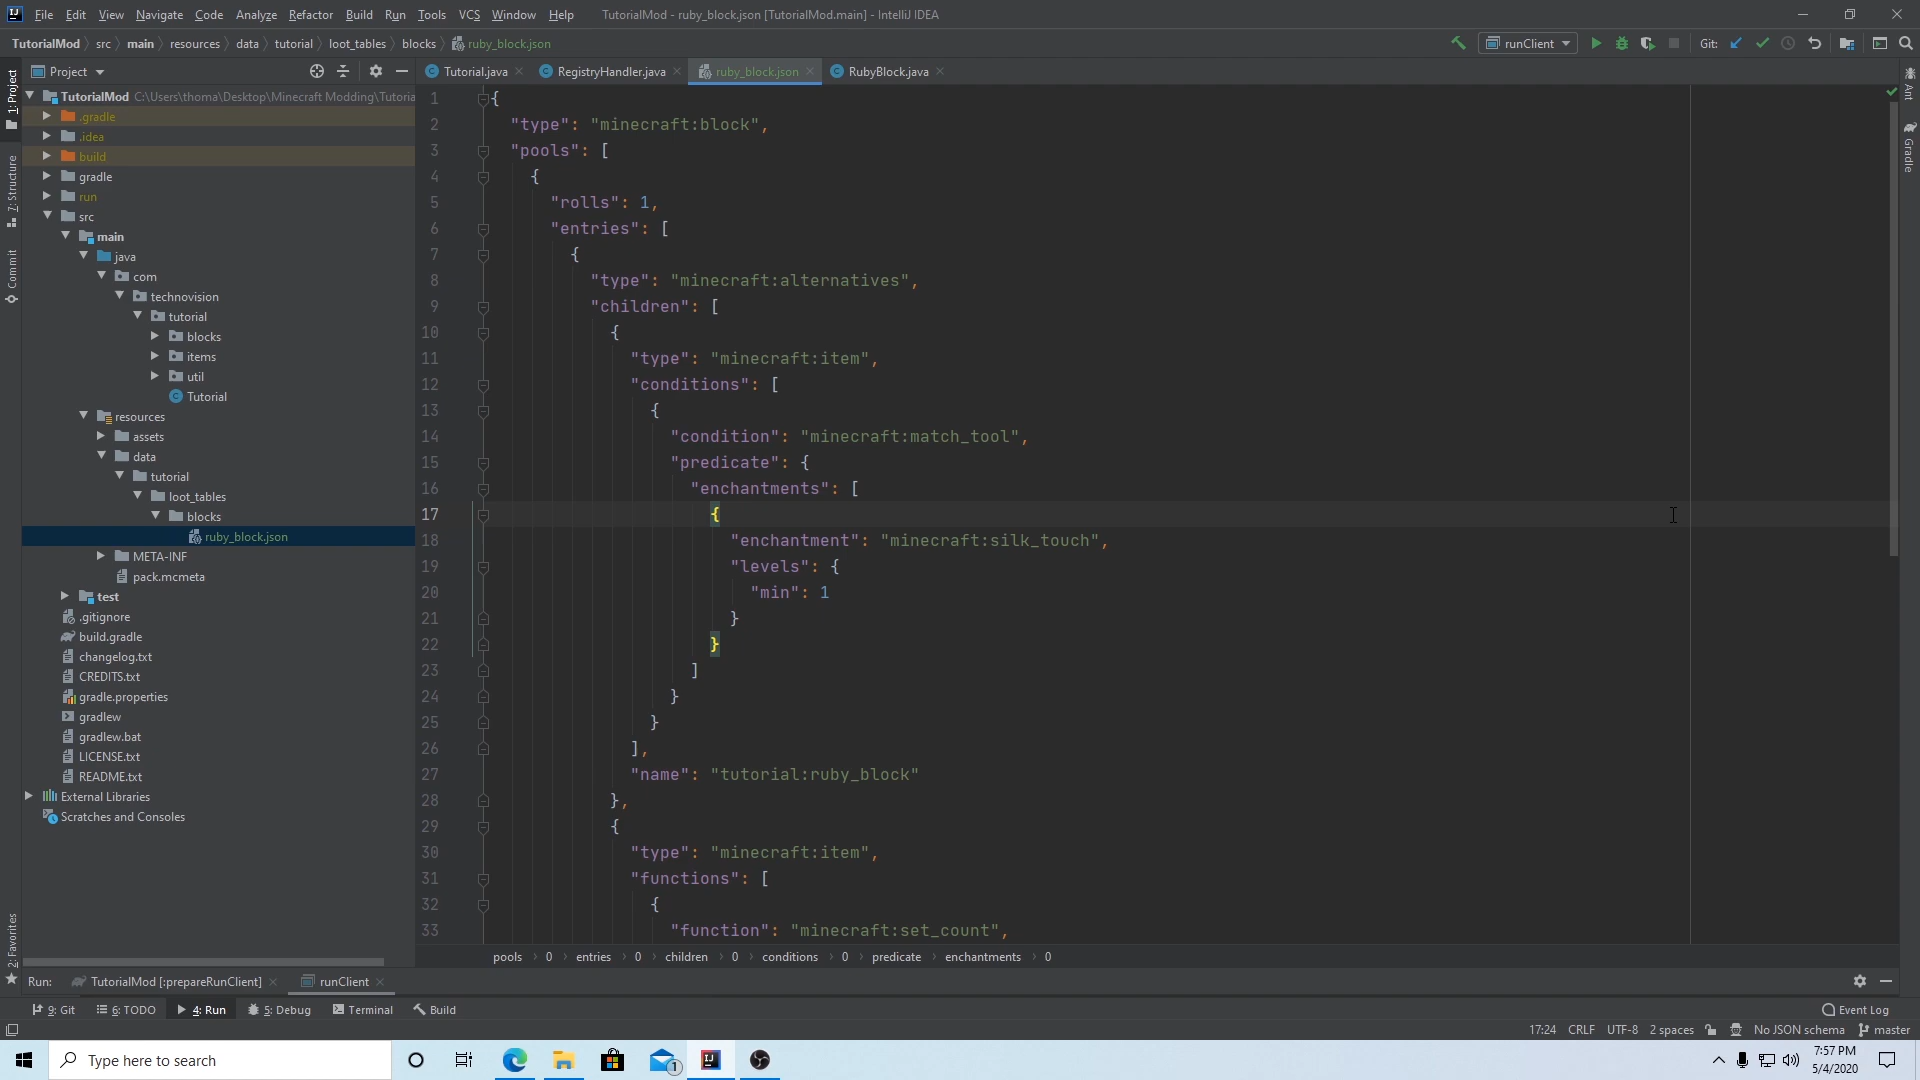 File Edit View Navigate Code Analyze Refactor Build Run Tools VCS Window Help TutorialMod - ruby_block.json [TutorialMod.main] - IntelliJ IDEA
TutorialMod src main resources data tutorial loot_tables blocks ruby_block.json runClient Git:
Project Tutorial.java RegistryHandler.java ruby_block.json RubyBlock.java
1: Project
7: Structure
Commit
2: Favorites
TutorialMod C:\Users\thoma\Desktop\Minecraft Modding\Tutoria
.gradle
.idea
build
gradle
run
src
main
java
com
technovision
tutorial
blocks
items
util
Tutorial
resources
assets
data
tutorial
loot_tables
blocks
ruby_block.json
META-INF
pack.mcmeta
test
.gitignore
build.gradle
changelog.txt
CREDITS.txt
gradle.properties
gradlew
gradlew.bat
LICENSE.txt
README.txt
External Libraries
Scratches and Consoles
1 {
2 "type": "minecraft:block",
3 "pools": [
4 {
5 "rolls": 1,
6 "entries": [
7 {
8 "type": "minecraft:alternatives",
9 "children": [
10 {
11 "type": "minecraft:item",
12 "conditions": [
13 {
14 "condition": "minecraft:match_tool",
15 "predicate": {
16 "enchantments": [
17 {
18 "enchantment": "minecraft:silk_touch",
19 "levels": {
20 "min": 1
21 }
22 }
23 ]
24 }
25 }
26 ],
27 "name": "tutorial:ruby_block"
28 },
29 {
30 "type": "minecraft:item",
31 "functions": [
32 {
33 "function": "minecraft:set_count",
Ant
Gradle
pools 0 entries 0 children 0 conditions 0 predicate enchantments 0
Run: TutorialMod [:prepareRunClient] runClient
9: Git 6: TODO 4: Run 5: Debug Terminal Build Event Log
17:24 CRLF UTF-8 2 spaces No JSON schema master
Type here to search 1 7:57 PM
5/4/2020